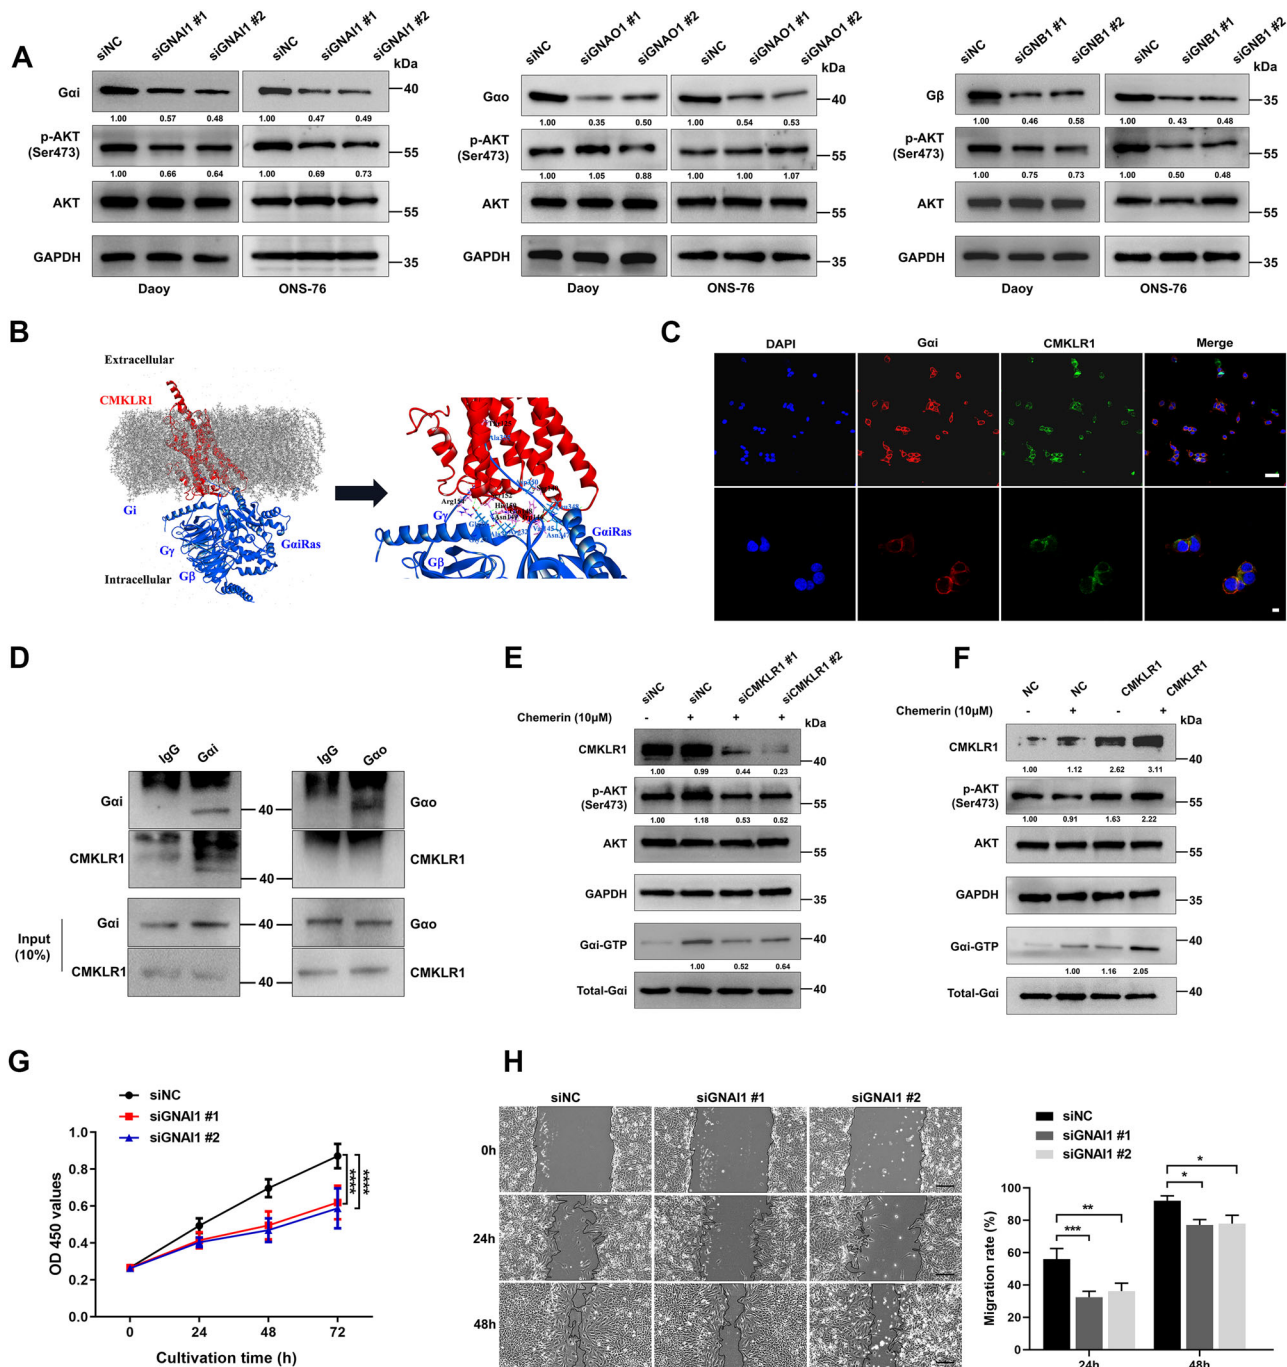 A
siNC siGNAI1 #1 siGNAI1 #2 siNC siGNAI1 #1 siGNAI1 #2
kDa
Gαi 40
1.00 0.57 0.48 1.00 0.47 0.49
p-AKT
(Ser473) 55
1.00 0.66 0.64 1.00 0.69 0.73
AKT 55
GAPDH 35
Daoy ONS-76
siNC siGNAO1 #1 siGNAO1 #2 siNC siGNAO1 #1 siGNAO1 #2
kDa
Gαo 40
1.00 0.35 0.50 1.00 0.54 0.53
p-AKT
(Ser473) 55
1.00 1.05 0.88 1.00 1.00 1.07
AKT 55
GAPDH 35
Daoy ONS-76
siNC siGNB1 #1 siGNB1 #2 siNC siGNB1 #1 siGNB1 #2
kDa
Gβ 35
1.00 0.46 0.58 1.00 0.43 0.48
p-AKT
(Ser473) 55
1.00 0.75 0.73 1.00 0.50 0.48
AKT 55
GAPDH 35
Daoy ONS-76
B
Extracellular
CMKLR1
Gi
Gγ GαiRas
Gβ
Intracellular
Arg154
Gγ
GαiRas
Gβ
C
DAPI Gαi CMKLR1 Merge
D
IgG Gαi IgG Gαo
Gαi 40 Gαo
CMKLR1 40 CMKLR1
Input
(10%)
Gαi 40 Gαo
CMKLR1 40 CMKLR1
E
siNC siNC siCMKLR1 #1 siCMKLR1 #2
Chemerin (10μM) - + + +
kDa
CMKLR1 40
1.00 0.99 0.44 0.23
p-AKT
(Ser473) 55
1.00 1.18 0.53 0.52
AKT 55
GAPDH 35
Gαi-GTP 40
1.00 0.52 0.64
Total-Gαi 40
F
NC NC CMKLR1 CMKLR1
Chemerin (10μM) - + - +
kDa
CMKLR1 40
1.00 1.12 2.62 3.11
p-AKT
(Ser473) 55
1.00 0.91 1.63 2.22
AKT 55
GAPDH 35
Gαi-GTP 40
1.00 1.16 2.05
Total-Gαi 40
G
siNC
siGNAI1 #1
siGNAI1 #2
OD 450 values
1.0
0.8
0.6
0.4
0.2
0.0
0 24 48 72
Cultivation time (h)
**** ****
H
siNC siGNAI1 #1 siGNAI1 #2
0h
24h
48h
siNC
siGNAI1 #1
siGNAI1 #2
Migration rate (%)
100
80
60
40
20
0
*** ** * *
24h 48h